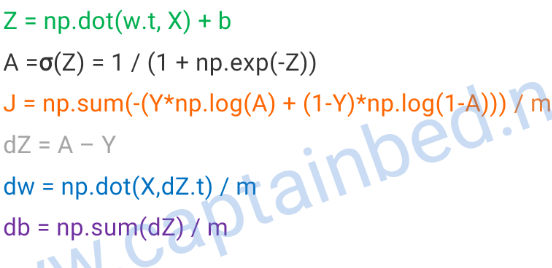 Z = np.dot(w.t, X) + b
A =σ(Z) = 1 / (1 + np.exp(-Z))
J = np.sum(-(Y*np.log(A) + (1-Y)*np.log(1-A))) / m
dZ = A – Y
dw = np.dot(X,dZ.t) / m
db = np.sum(dZ) / m
w.captainbed.n